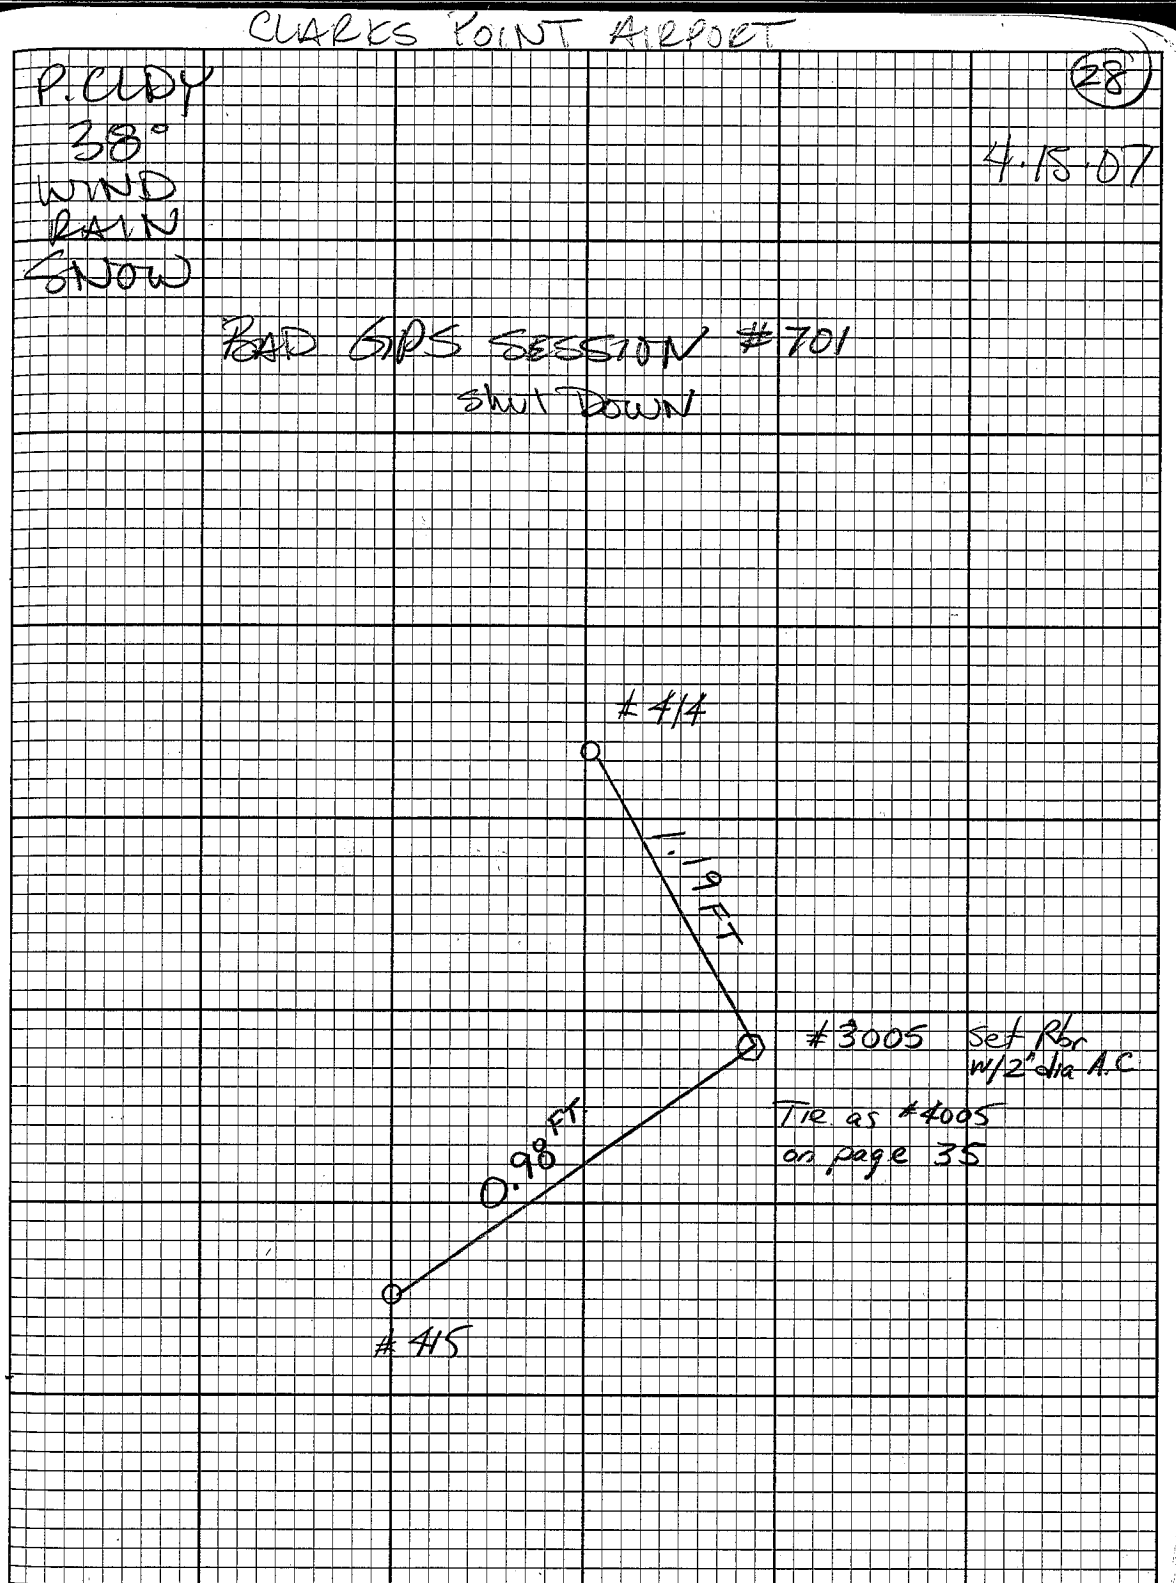 CLARKS POINT AIRPORT
28
P. CLDY
38°
WIND
RAIN
SNOW
4.15.07
BAD GPS SESSION #701
Shut DOWN
#414
1.19 FT
#3005 Set Rbr
w/2" dia A.C
Tie as #4005
on page 35
0.98 FT
#415